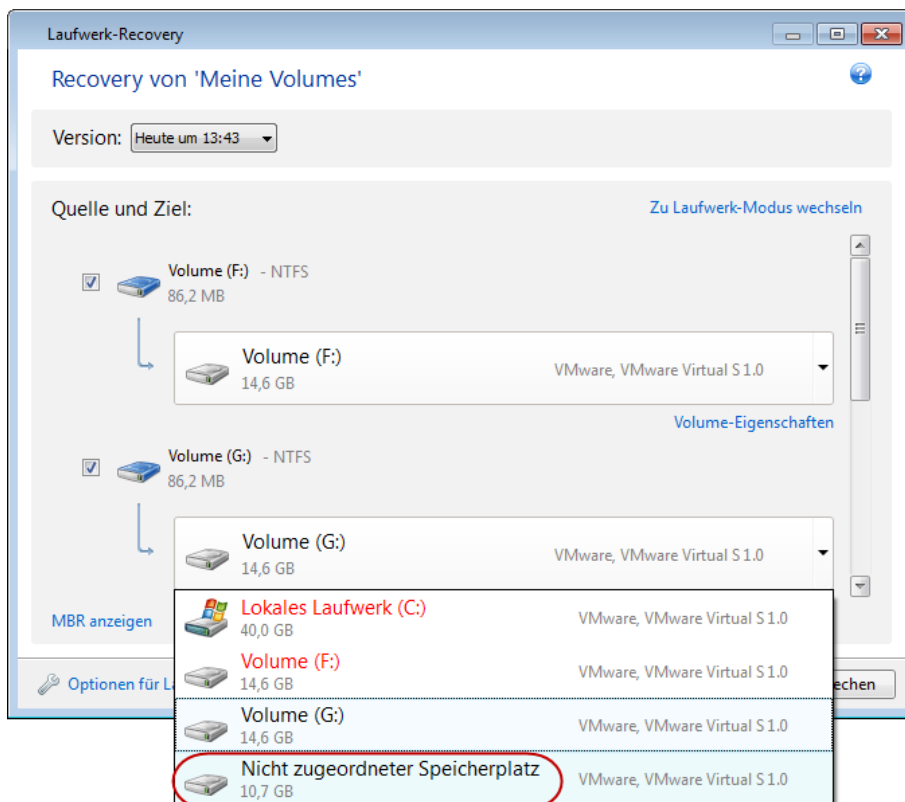 Laufwerk-Recovery
Recovery von 'Meine Volumes'
Version: Heute um 13:43
Quelle und Ziel: Zu Laufwerk-Modus wechseln
Volume (F:) - NTFS
86,2 MB
Volume (F:) VMware, VMware Virtual S 1.0
14,6 GB
Volume-Eigenschaften
Volume (G:) - NTFS
86,2 MB
Volume (G:) VMware, VMware Virtual S 1.0
14,6 GB
MBR anzeigen
Lokales Laufwerk (C:) VMware, VMware Virtual S 1.0
40,0 GB
Volume (F:) VMware, VMware Virtual S 1.0
14,6 GB
Optionen für
Volume (G:) VMware, VMware Virtual S 1.0
14,6 GB
Nicht zugeordneter Speicherplatz VMware, VMware Virtual S 1.0
10,7 GB